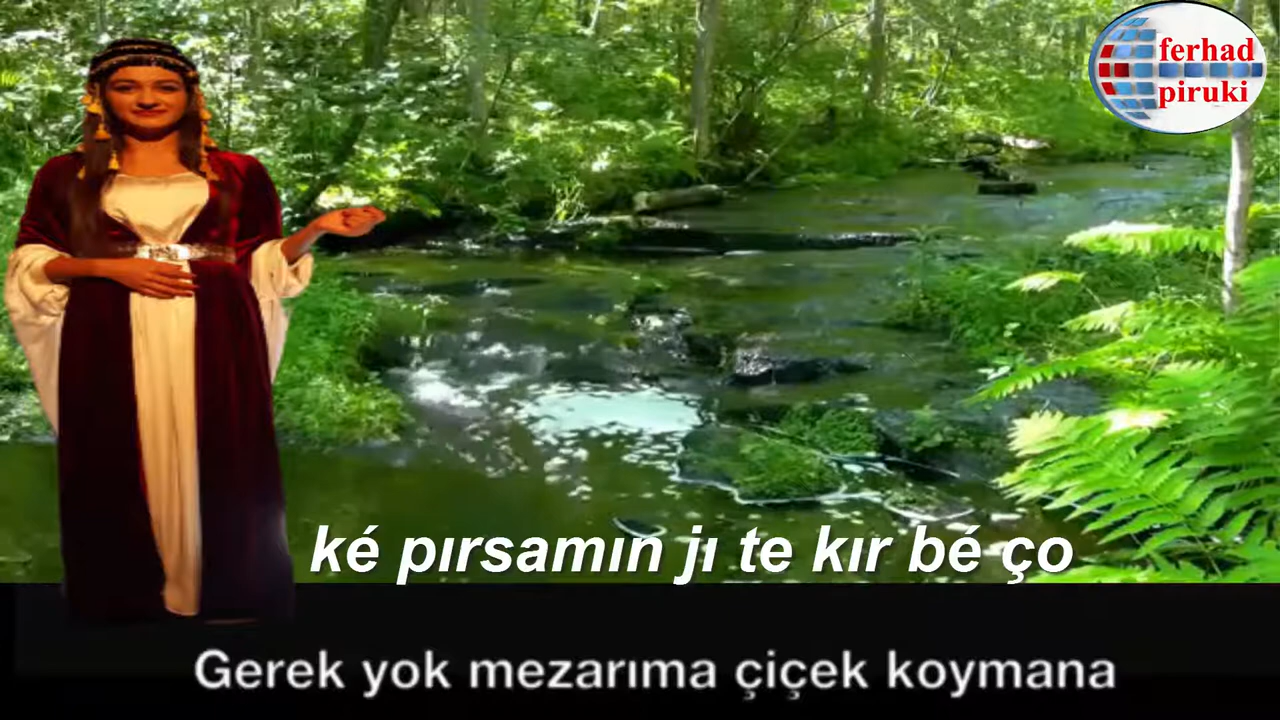 ferhad
piruki
ké pırsamın jı te kır bé ço
Gerek yok mezarıma çiçek koymana